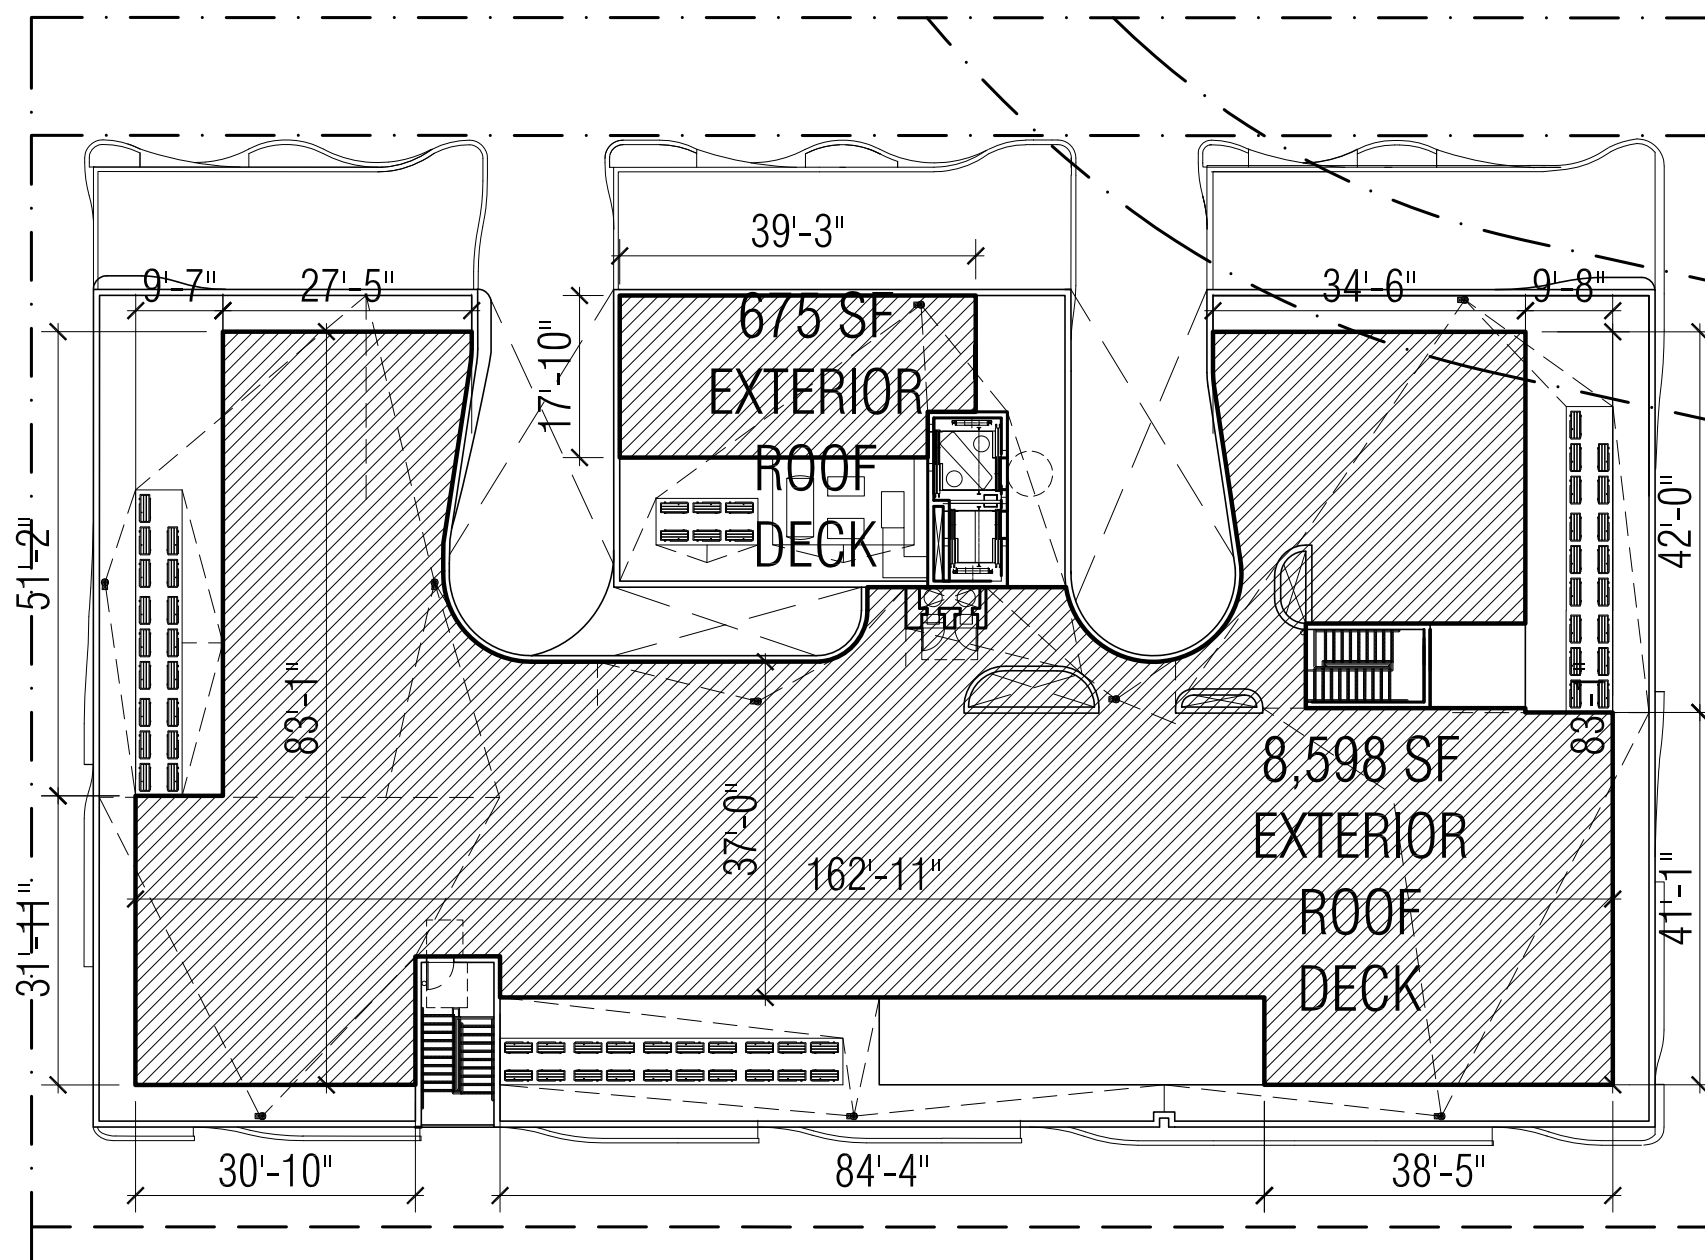 39'-3"
9'-7"
27'-5"
34'-6"
9'-8"
675 SF
EXTERIOR
ROOF
DECK
17'-10"
51'-2"
42'-0"
83'-1"
83'-1"
8,598 SF
EXTERIOR
ROOF
DECK
37'-0"
162'-11"
31'-11"
41'-1"
30'-10"
84'-4"
38'-5"